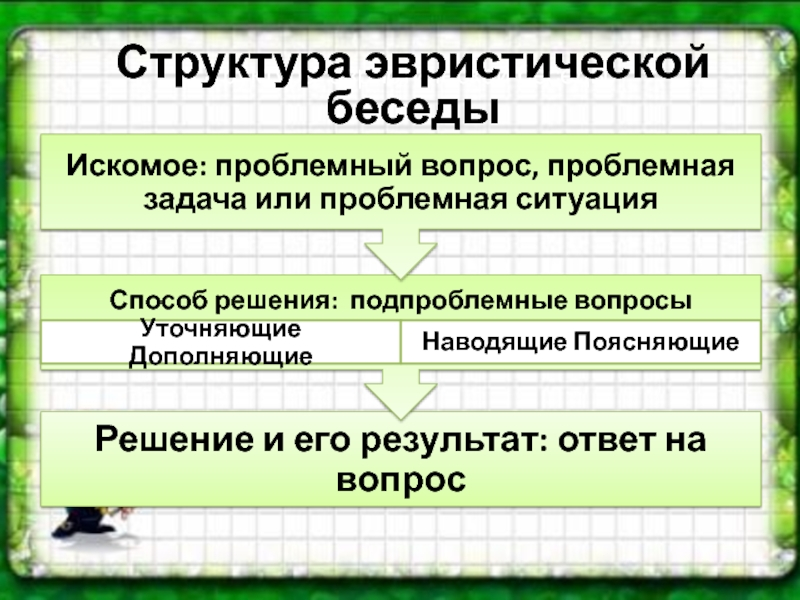 Структура эвристической
беседы
Искомое: проблемный вопрос, проблемная
задача или проблемная ситуация
Способ решения: подпроблемные вопросы
Уточняющие
Дополняющие
Наводящие Поясняющие
Решение и его результат: ответ на
вопрос